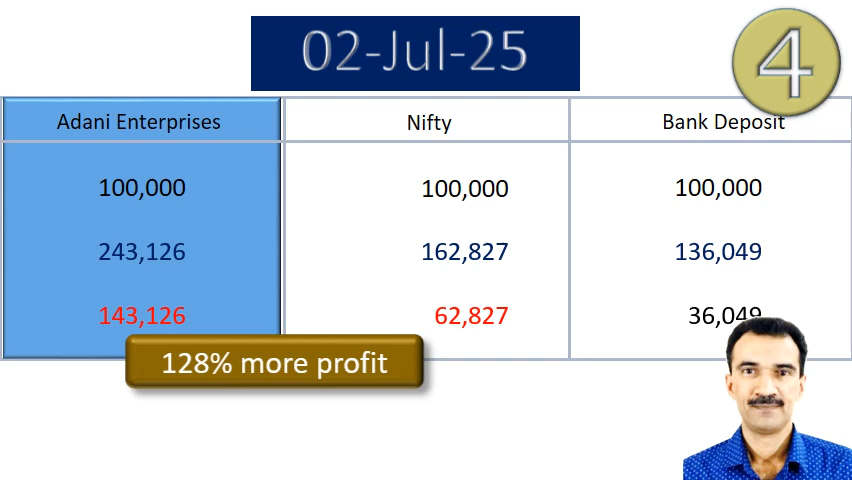 02-Jul-25
4
Adani Enterprises Nifty Bank Deposit
100,000 100,000 100,000
243,126 162,827 136,049
143,126 62,827 36,049
128% more profit